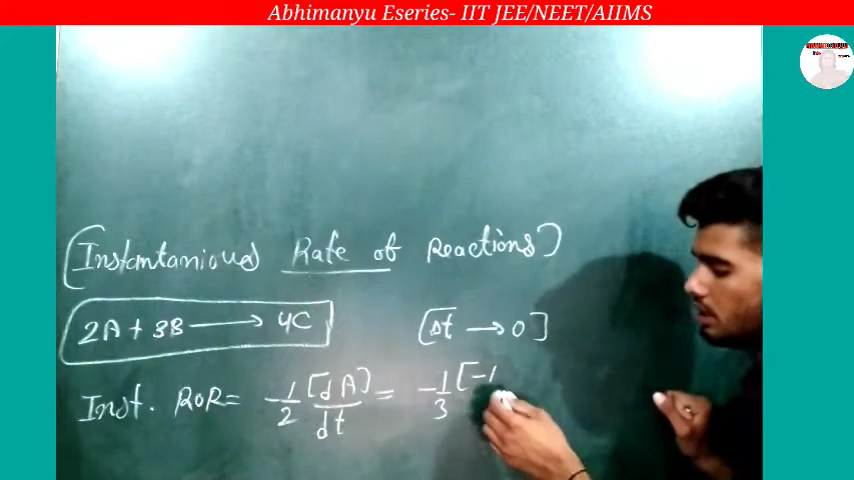 Abhimanyu Eseries- IIT JEE/NEET/AIIMS
[Instantanious Rate of Reactions]
2A + 3B ⟶ 4C [Δt → 0]
Inst. ROR = -1/2 [dA]/dt = -1/3 [-1